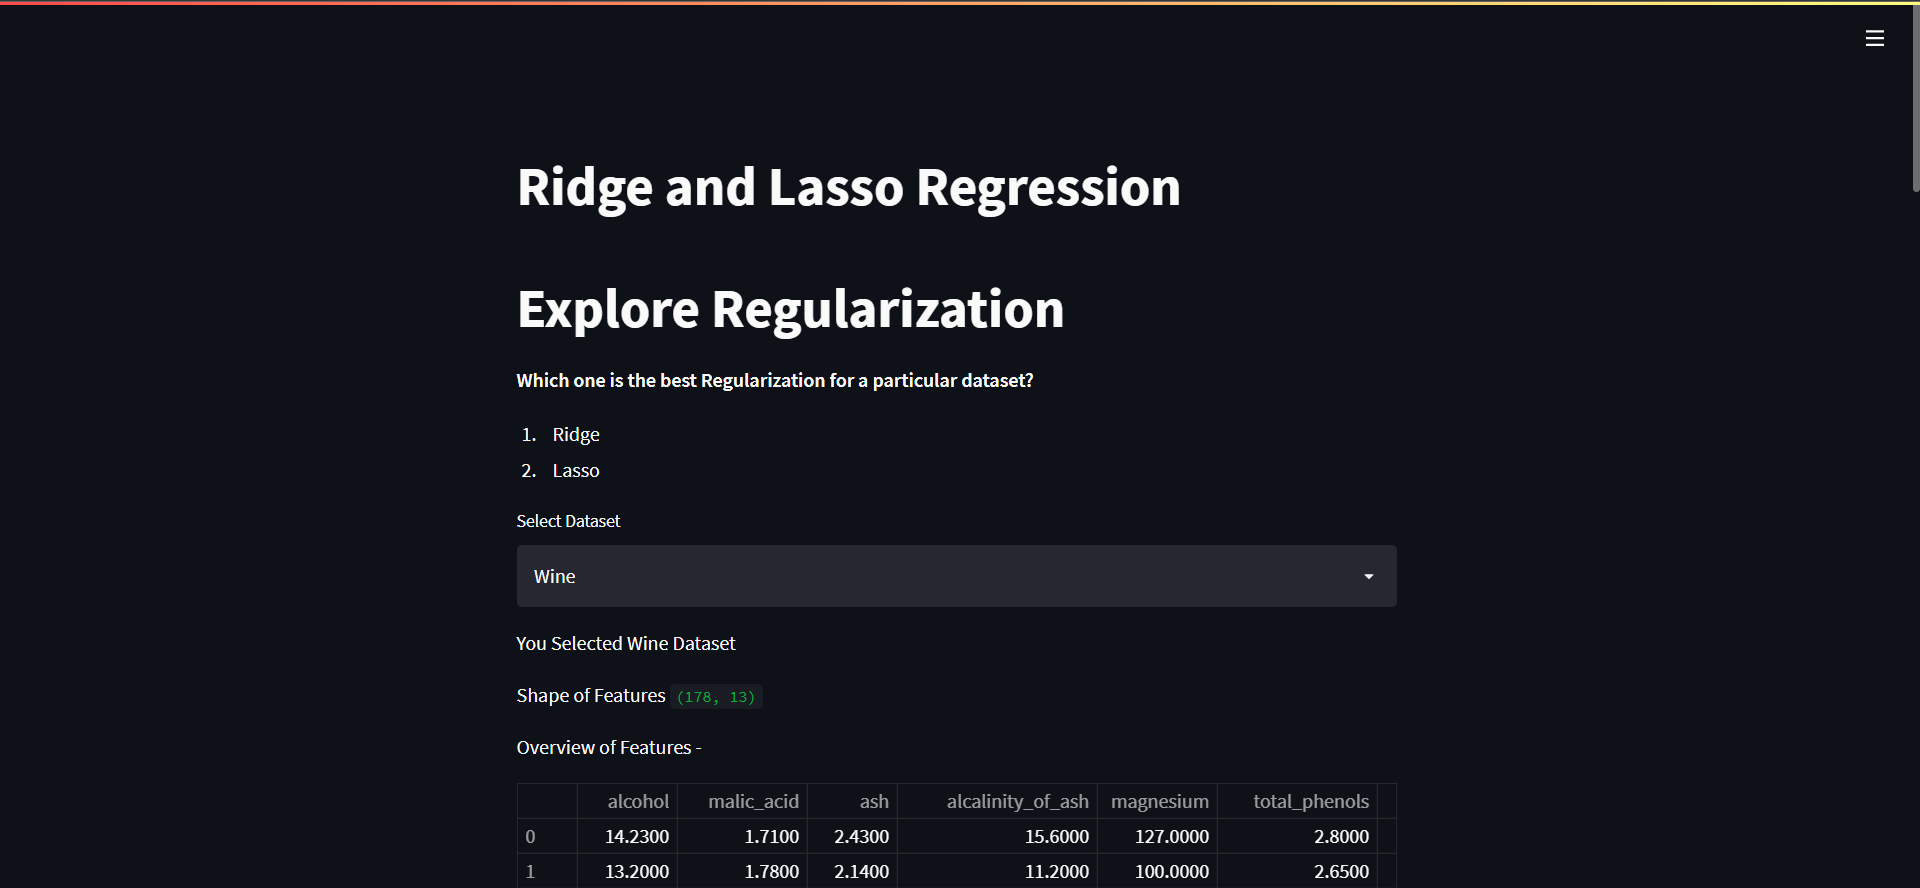 Ridge and Lasso Regression
Explore Regularization
Which one is the best Regularization for a particular dataset?
1. Ridge
2. Lasso
Select Dataset
Wine
You Selected Wine Dataset
Shape of Features (178, 13)
Overview of Features -
alcohol malic_acid ash alcalinity_of_ash magnesium total_phenols
0 14.2300 1.7100 2.4300 15.6000 127.0000 2.8000
1 13.2000 1.7800 2.1400 11.2000 100.0000 2.6500